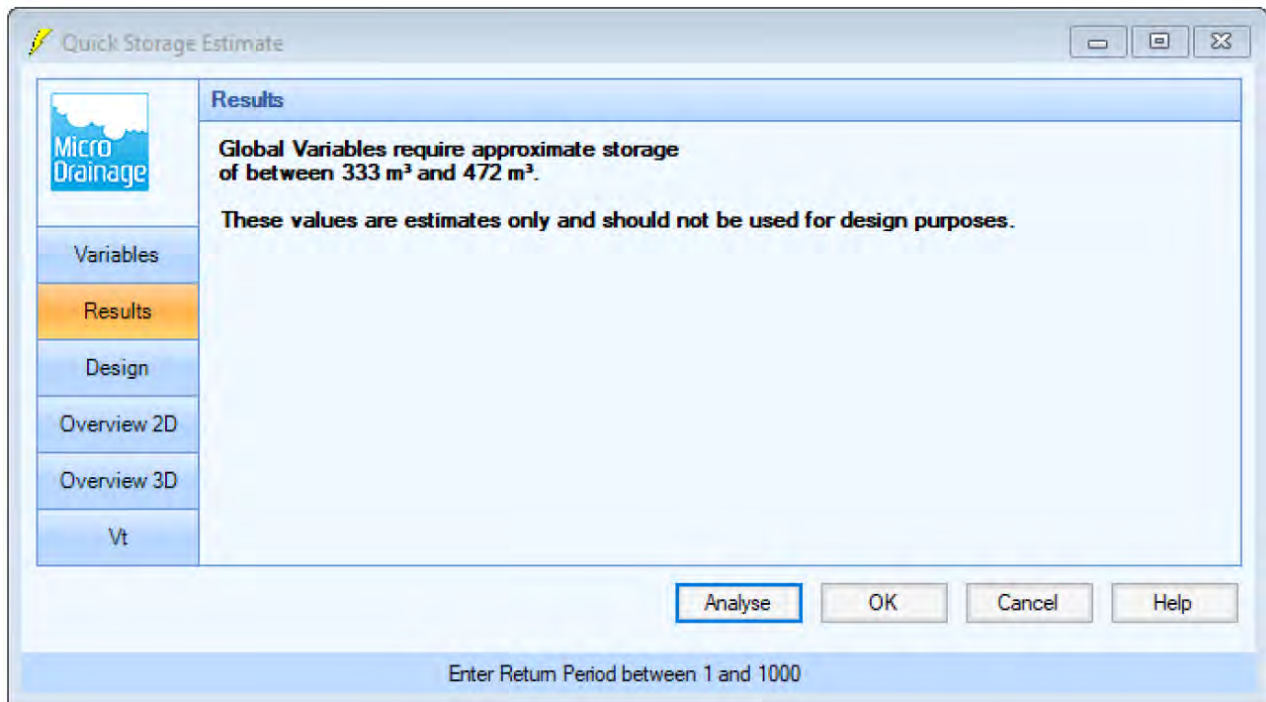 Quick Storage Estimate
Micro
Drainage
Results
Global Variables require approximate storage
of between 333 m³ and 472 m³.
These values are estimates only and should not be used for design purposes.
Variables
Results
Design
Overview 2D
Overview 3D
Vt
Analyse
OK
Cancel
Help
Enter Return Period between 1 and 1000